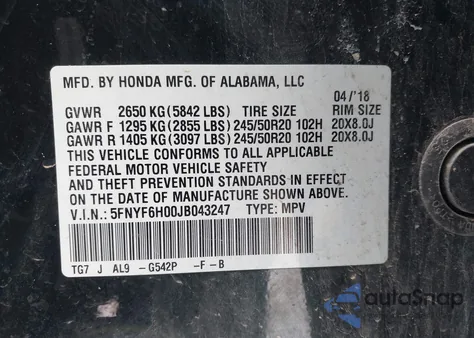 MFD. BY HONDA MFG. OF ALABAMA, LLC
04/'18
GVWR 2650 KG (5842 LBS) TIRE SIZE RIM SIZE
GAWR F 1295 KG (2855 LBS) 245/50R20 102H 20X8.0J
GAWR R 1405 KG (3097 LBS) 245/50R20 102H 20X8.0J
THIS VEHICLE CONFORMS TO ALL APPLICABLE
FEDERAL MOTOR VEHICLE SAFETY
AND THEFT PREVENTION STANDARDS IN EFFECT
ON THE DATE OF MANUFACTURE SHOWN ABOVE.
V.I.N.: 5FNYF6H00JB043247 TYPE: MPV
TG7 J AL9 -G542P -F -B
autoSnap